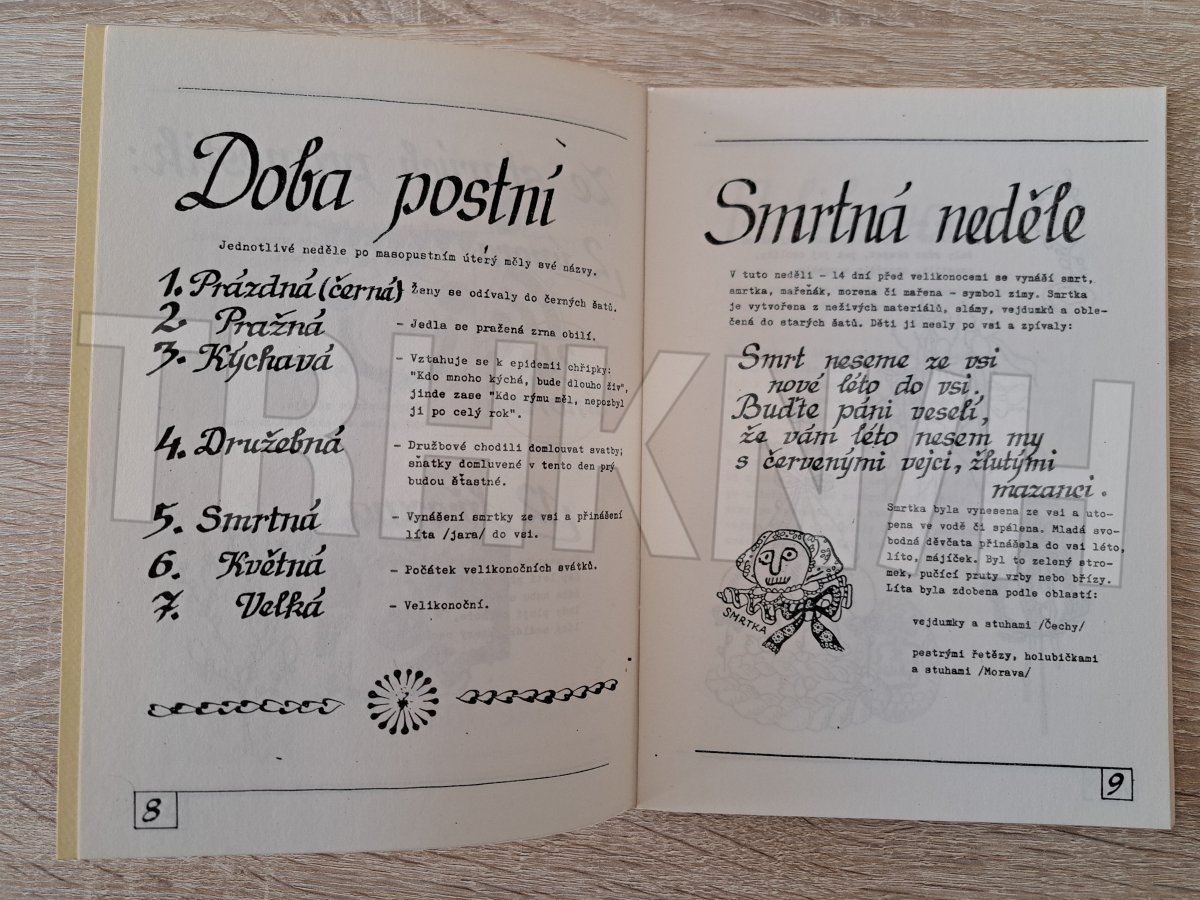 Doba postní
Jednotlivé neděle po masopustním úterý měly své názvy.
1. Prázdná (černá) Ženy se odívaly do černých šatů.
2. Pražná – Jedla se pražená zrna obilí.
3. Kýchavá – Vztahuje se k epidemii chřipky:
"Kdo mnoho kýchá, bude dlouho živ",
jinde zase "Kdo rýmu měl, nepozbyl
ji po celý rok".
4. Družebná – Družbové chodili domlouvat svatby;
sňatky domluvené v tento den prý
budou šťastné.
5. Smrtná – Vynášení smrtky ze vsi a přinášení
líta /jara/ do vsi.
6. Květná – Počátek velikonočních svátků.
7. Velká – Velikonoční.
8
Smrtná neděle
V tuto neděli – 14 dní před velikonocemi se vynáší smrt,
smrtka, mařeňák, morena či mařena – symbol zimy. Smrtka
je vytvořena z neživých materiálů, slámy, vejdumků a oble-
čená do starých šatů. Děti ji nesly po vsi a zpívaly:
Smrt neseme ze vsi
nové léto do vsi.
Buďte páni veselí,
že vám léto nesem my
s červenými vejci, žlutými
mazanci.
Smrtka byla vynesena ze vsi a uto-
pena ve vodě či spálena. Mladá svo-
bodná děvčata přinášela do vsi léto,
líto, májíček. Byl to zelený stro-
mek, pučící pruty vrby nebo břízy.
Líta byla zdobena podle oblastí:
SMRTKA
vejdumky a stuhami /Čechy/
pestrými řetězy, holubičkami
a stuhami /Morava/
9